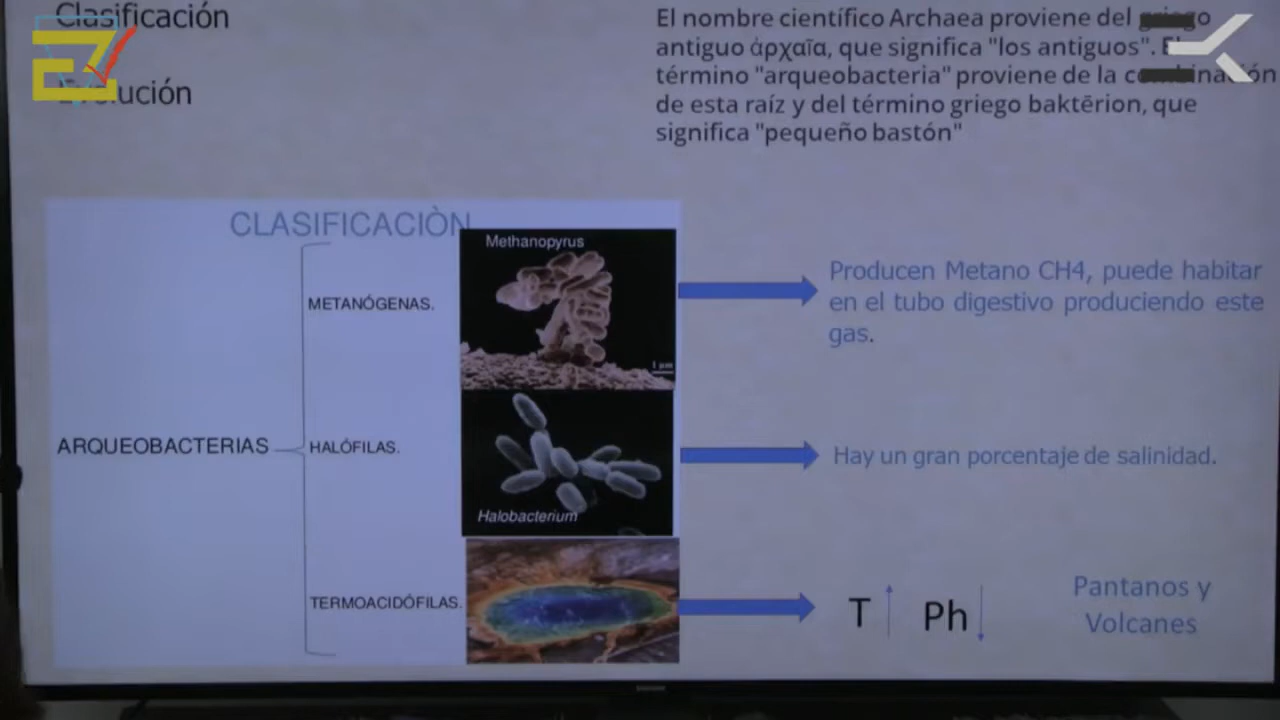 Clasificación
Evolución
El nombre científico Archaea proviene del
antiguo ἀρχαῖα, que significa "los antiguos".
término "arqueobacteria" proviene de la
de esta raíz y del término griego baktērion, que
significa "pequeño bastón"
CLASIFICACIÒN
Methanopyrus
METANÓGENAS.
1 µm
Producen Metano CH4, puede habitar
en el tubo digestivo produciendo este
gas.
ARQUEOBACTERIAS
HALÓFILAS.
Halobacterium
Hay un gran porcentaje de salinidad.
TERMOACIDÓFILAS.
T Ph
Pantanos y
Volcanes